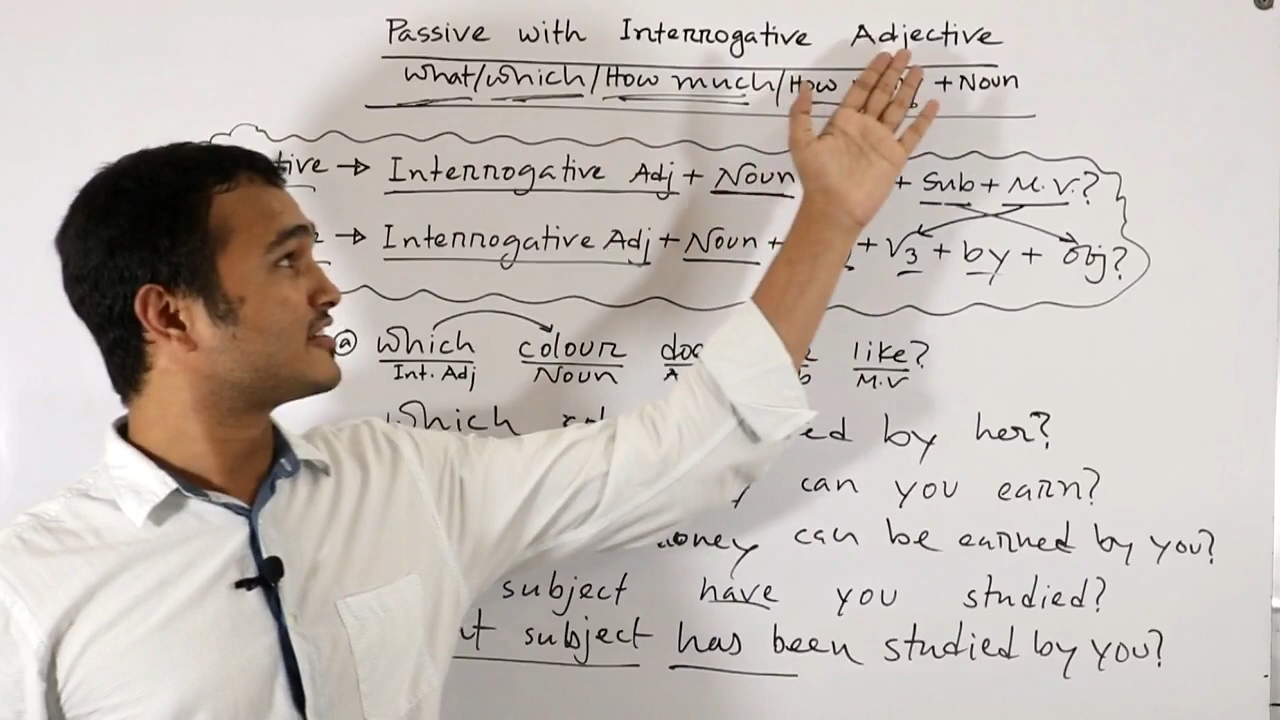 Passive with Interrogative Adjective
What/which/How much/How + Noun
→ Interrogative Adj + Noun + Sub + M.V.?
→ Interrogative Adj + Noun + + V3 + by + obj?
ⓐ which colour like?
Int. Adj Noun M.V
which by her?
can you earn?
money can be earned by you?
subject have you studied?
subject has been studied by you?